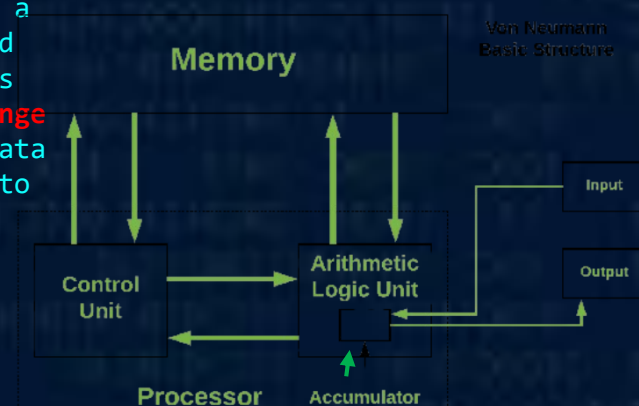 a
d
s
nge
ata
to
Von Neumann
Basic Structure
Memory
Input
Control
Unit
Arithmetic
Logic Unit
Output
Processor
Accumulator